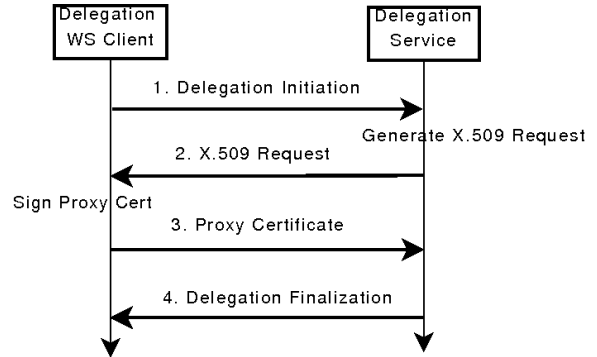 Delegation
WS Client
Delegation
Service
1. Delegation Initiation
Generate X.509 Request
2. X.509 Request
Sign Proxy Cert
3. Proxy Certificate
4. Delegation Finalization